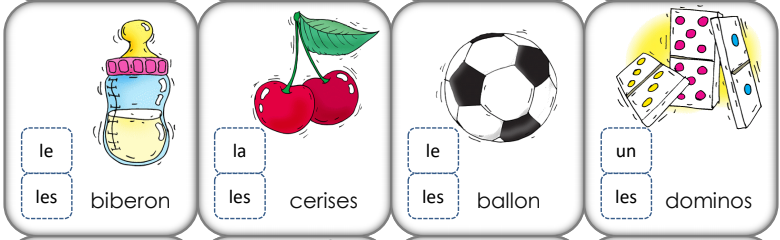 le
les biberon
la
les cerises
le
les ballon
un
les dominos